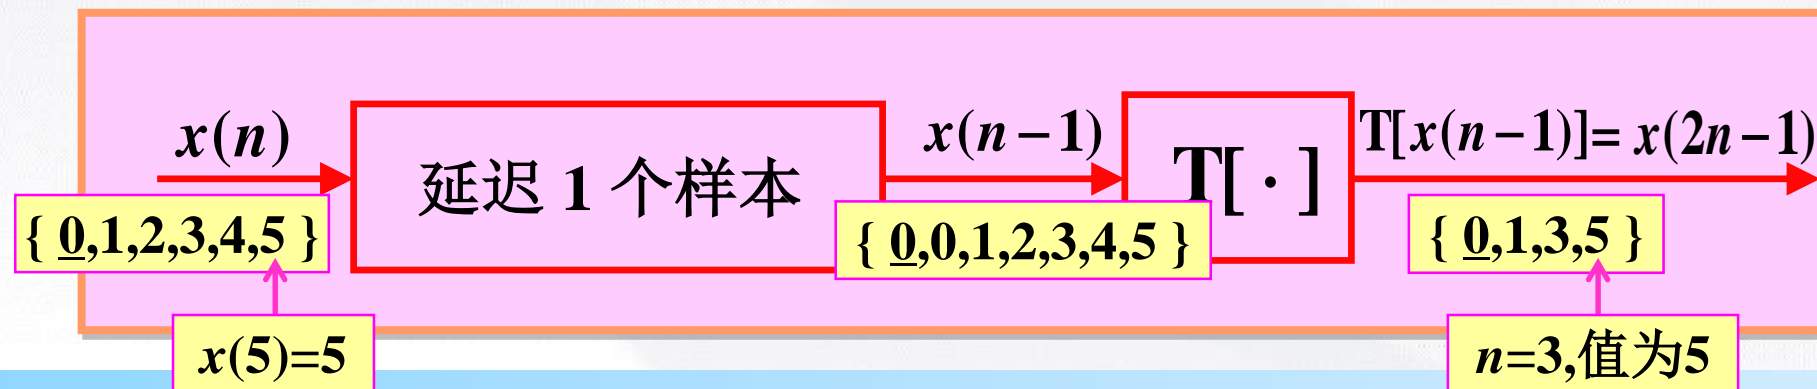 x(n)
延迟 1 个样本
x(n−1)
T[ · ]
T[x(n−1)]= x(2n−1)
{ 0,1,2,3,4,5 }
{ 0,0,1,2,3,4,5 }
{ 0,1,3,5 }
x(5)=5
n=3,值为5